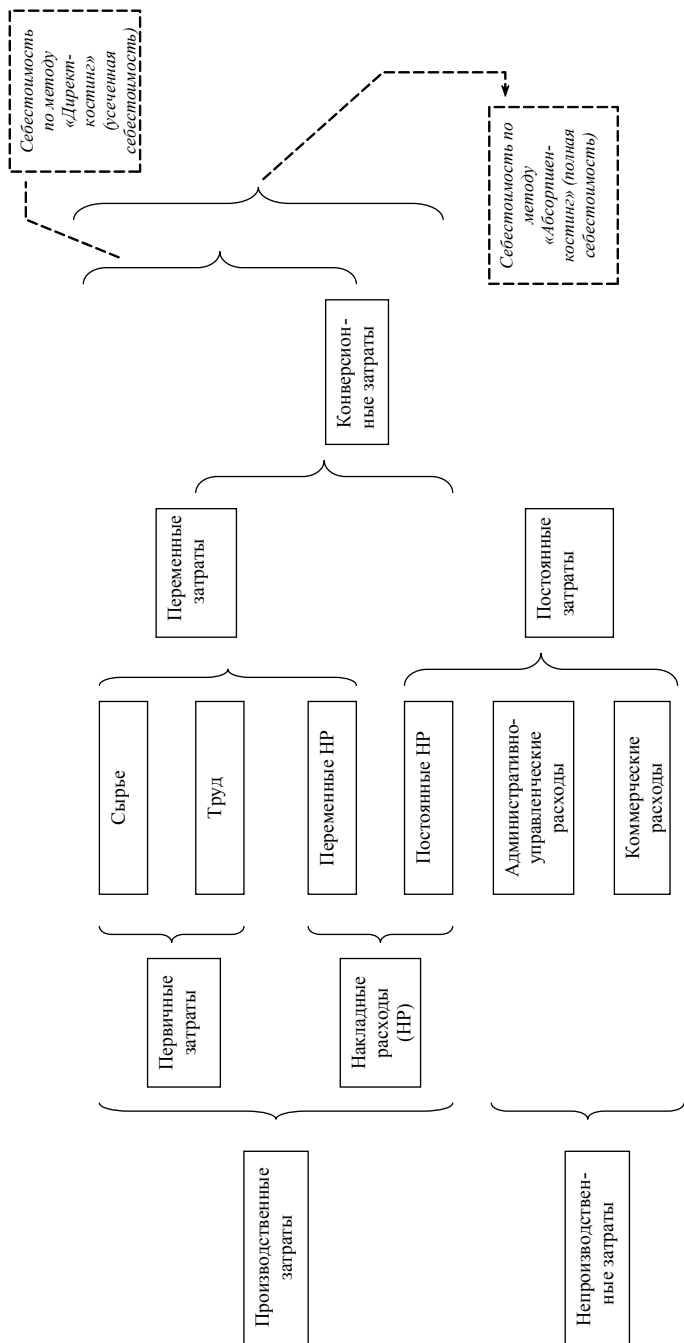 Производственные
затраты
Непроизводствен-
ные затраты
Первичные
затраты
Накладные
расходы
(НР)
Сырье
Труд
Переменные НР
Постоянные НР
Административно-
управленческие
расходы
Коммерческие
расходы
Переменные
затраты
Постоянные
затраты
Конверсион-
ные затраты
Себестоимость
по методу
«Директ-
костинг»
(усеченная
себестоимость)
Себестоимость по
методу
«Абсорпшен-
костинг» (полная
себестоимость)